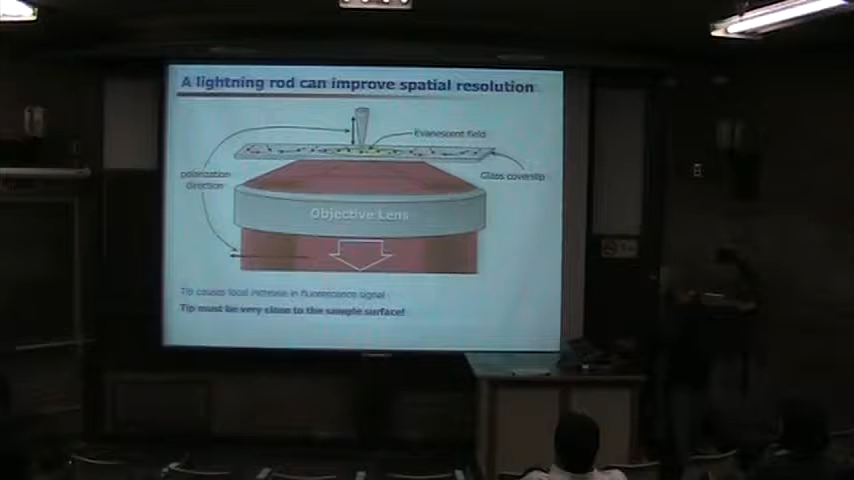 A lightning rod can improve spatial resolution
Evanescent field
polarization
direction
Glass coverslip
Objective Lens
Tip causes local increase in fluorescence signal
Tip must be very close to the sample surface!